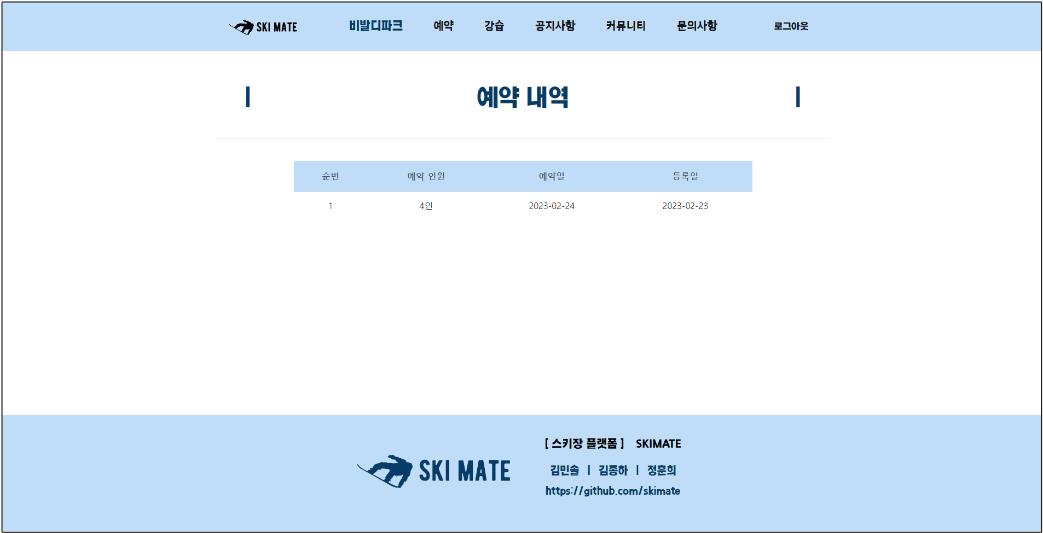 SKI MATE 비발디파크 예약 강습 공지사항 커뮤니티 문의사항 로그아웃
예약 내역
순번 예약 인원 예약일 등록일
1 4인 2023-02-24 2023-02-23
[ 스키장 플랫폼 ] SKIMATE
SKI MATE
김민솔 | 김종하 | 정훈희
https://github.com/skimate